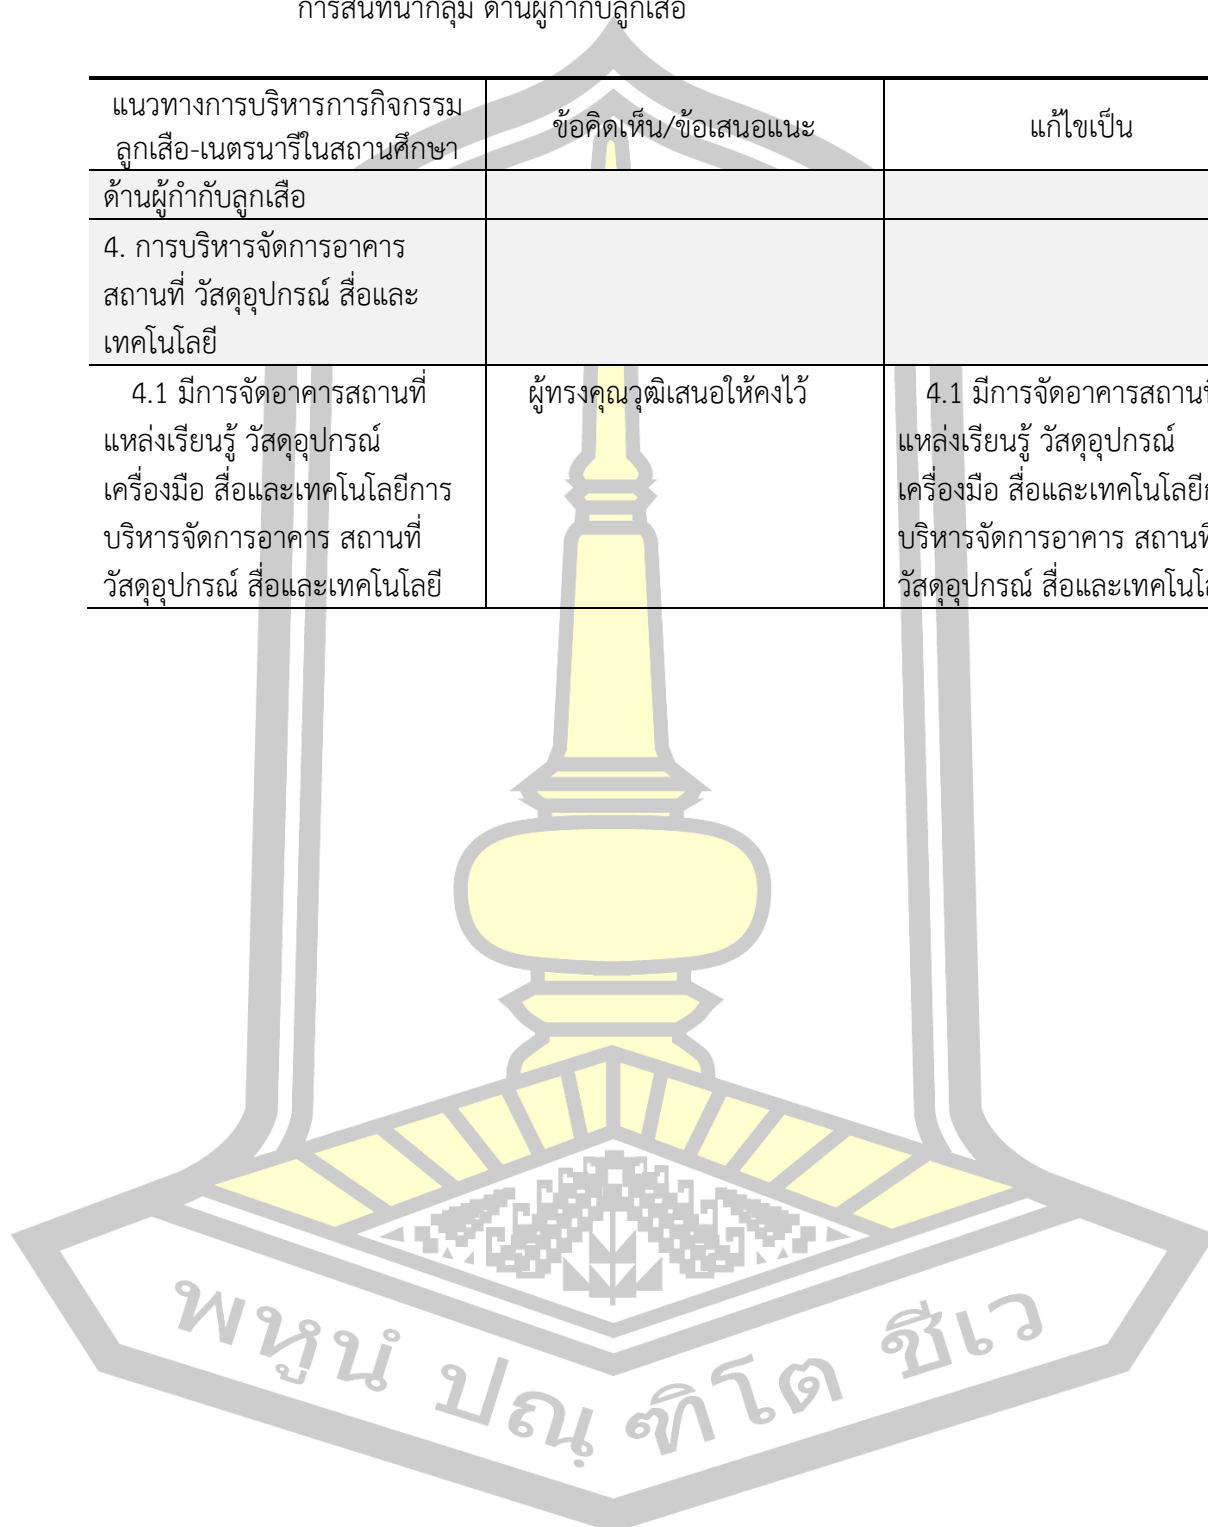 การสนทนากลุ่ม ด้านผู้กำกับลูกเสือ
แนวทางการบริหารการกิจกรรม
ลูกเสือ-เนตรนารีในสถานศึกษา
ข้อคิดเห็น/ข้อเสนอแนะ
แก้ไขเป็น
ด้านผู้กำกับลูกเสือ
4. การบริหารจัดการอาคาร
สถานที่ วัสดุอุปกรณ์ สื่อและ
เทคโนโลยี
4.1 มีการจัดอาคารสถานที่
แหล่งเรียนรู้ วัสดุอุปกรณ์
เครื่องมือ สื่อและเทคโนโลยีการ
บริหารจัดการอาคาร สถานที่
วัสดุอุปกรณ์ สื่อและเทคโนโลยี
ผู้ทรงคุณวุฒิเสนอให้คงไว้
4.1 มีการจัดอาคารสถานที่
แหล่งเรียนรู้ วัสดุอุปกรณ์
เครื่องมือ สื่อและเทคโนโลยี
บริหารจัดการอาคาร สถานที่
วัสดุอุปกรณ์ สื่อและ
พหูนํ ปณฺฑิโต ชีเว